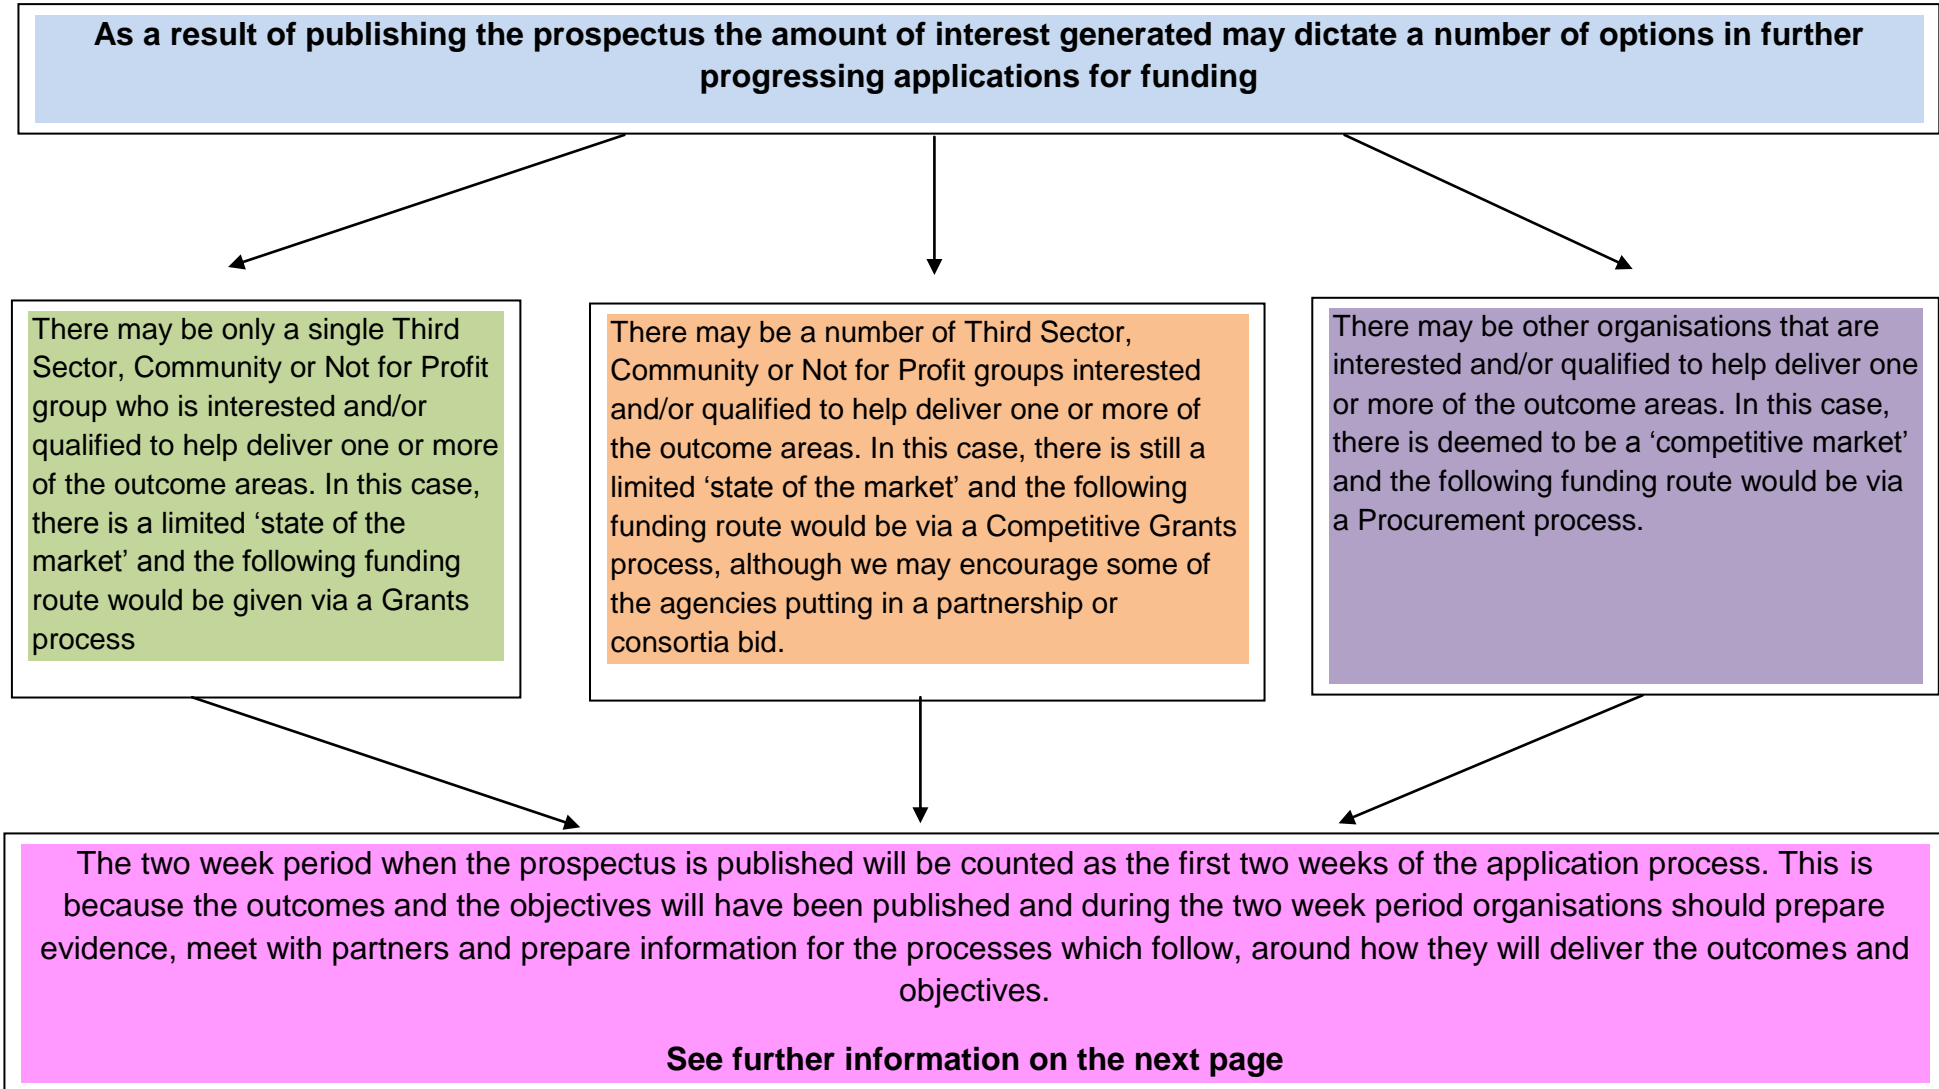 As a result of publishing the prospectus the amount of interest generated may dictate a number of options in further
progressing applications for funding
There may be only a single Third
Sector, Community or Not for Profit
group who is interested and/or
qualified to help deliver one or more
of the outcome areas. In this case,
there is a limited ‘state of the
market’ and the following funding
route would be given via a Grants
process
There may be a number of Third Sector,
Community or Not for Profit groups interested
and/or qualified to help deliver one or more of
the outcome areas. In this case, there is still a
limited ‘state of the market’ and the following
funding route would be via a Competitive Grants
process, although we may encourage some of
the agencies putting in a partnership or
consortia bid.
There may be other organisations that are
interested and/or qualified to help deliver one
or more of the outcome areas. In this case,
there is deemed to be a ‘competitive market’
and the following funding route would be via
a Procurement process.
The two week period when the prospectus is published will be counted as the first two weeks of the application process. This is
because the outcomes and the objectives will have been published and during the two week period organisations should prepare
evidence, meet with partners and prepare information for the processes which follow, around how they will deliver the outcomes and
objectives.
See further information on the next page